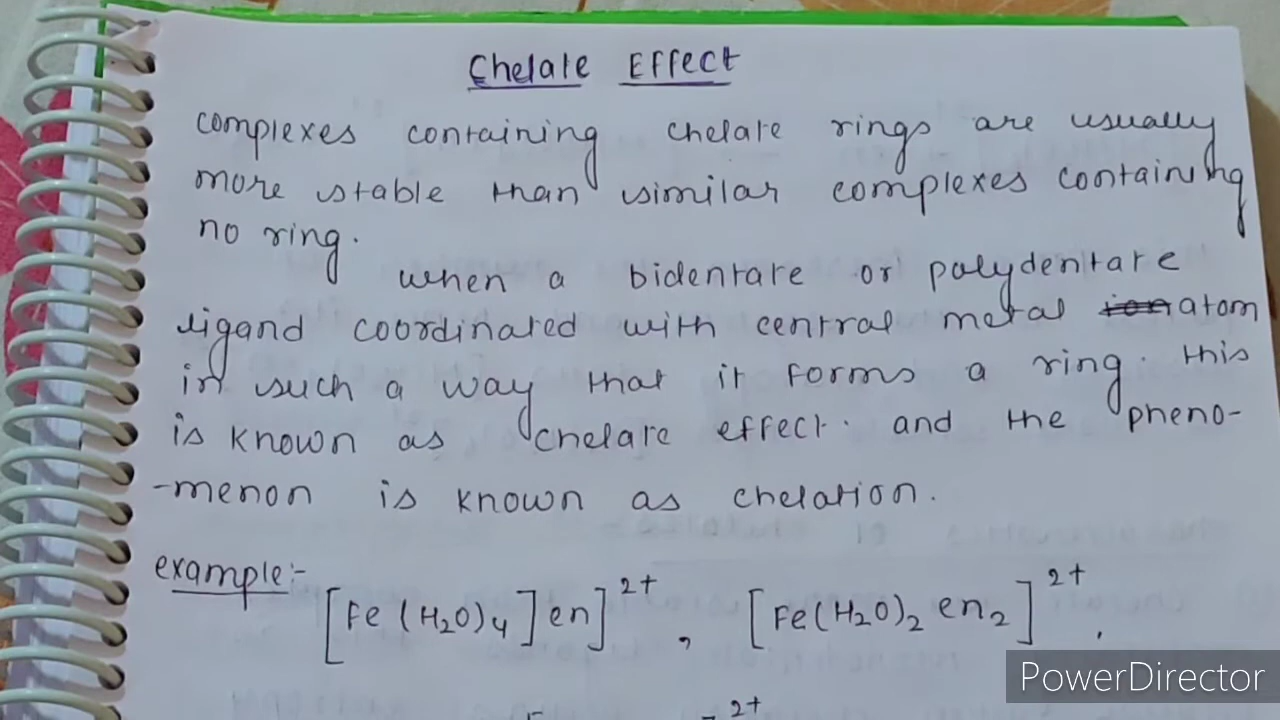 Chelate Effect
complexes containing chelate rings are usually
more stable than similar complexes containing
no ring.
when a bidentate or polydentate
ligand coordinated with central metal ion atom
in such a way that it forms a ring. this
is known as chelate effect. and the pheno-
-menon is known as chelation.
example:-
[Fe(H₂O)₄]en]²⁺, [Fe(H₂O)₂ en₂]²⁺.
2+
PowerDirector